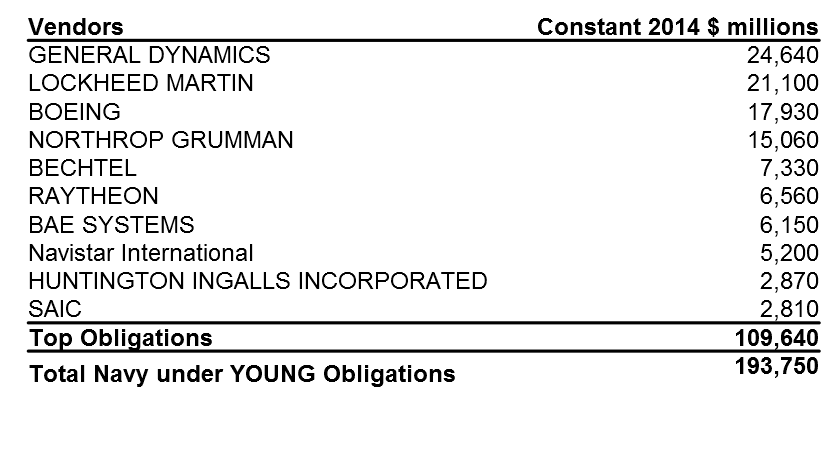 Vendors Constant 2014 $ millions
GENERAL DYNAMICS 24,640
LOCKHEED MARTIN 21,100
BOEING 17,930
NORTHROP GRUMMAN 15,060
BECHTEL 7,330
RAYTHEON 6,560
BAE SYSTEMS 6,150
Navistar International 5,200
HUNTINGTON INGALLS INCORPORATED 2,870
SAIC 2,810
Top Obligations 109,640
Total Navy under YOUNG Obligations 193,750